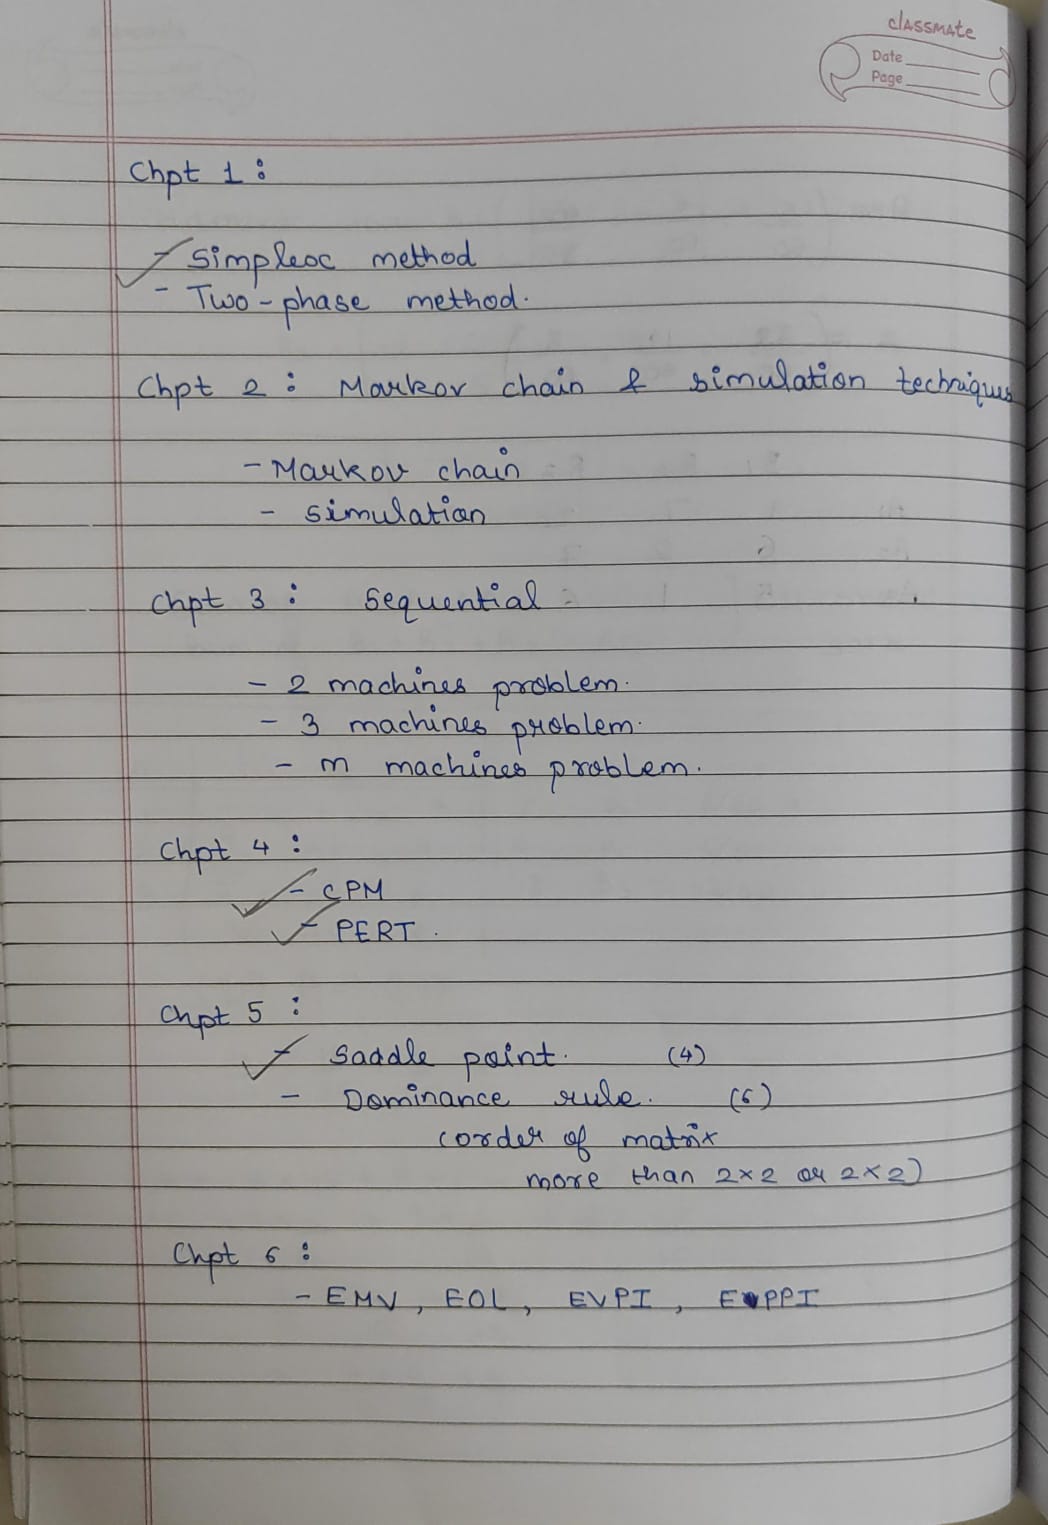 classmate
Date
Page
Chpt 1 :
- Simplex method
- Two-phase method.
Chpt 2 : Markov chain & simulation techniques
- Markov chain
- simulation
Chpt 3 : Sequential
- 2 machines problem.
- 3 machines problem.
- m machines problem.
Chpt 4 :
- CPM
- PERT.
Chpt 5 :
- Saddle point. (4)
- Dominance rule. (6)
(order of matrix
more than 2×2 or 2×2)
Chpt 6 :
- EMV, EOL, EVPI, EPPI